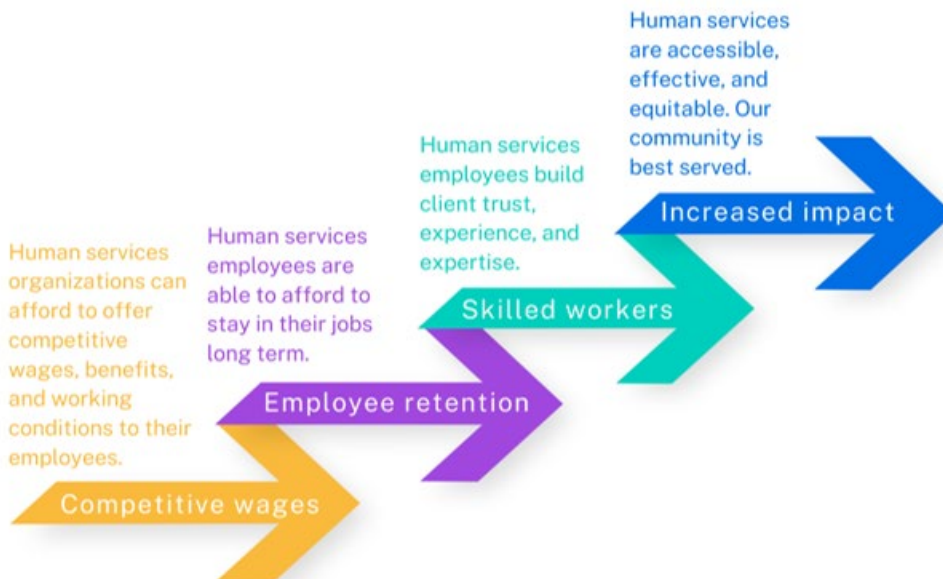 Human services
organizations can
afford to offer
competitive
wages, benefits,
and working
conditions to their
employees.
Competitive wages
Human services
employees are
able to afford to
stay in their jobs
long term.
Employee retention
Human services
employees build
client trust,
experience, and
expertise.
Skilled workers
Human services
are accessible,
effective, and
equitable. Our
community is
best served.
Increased impact